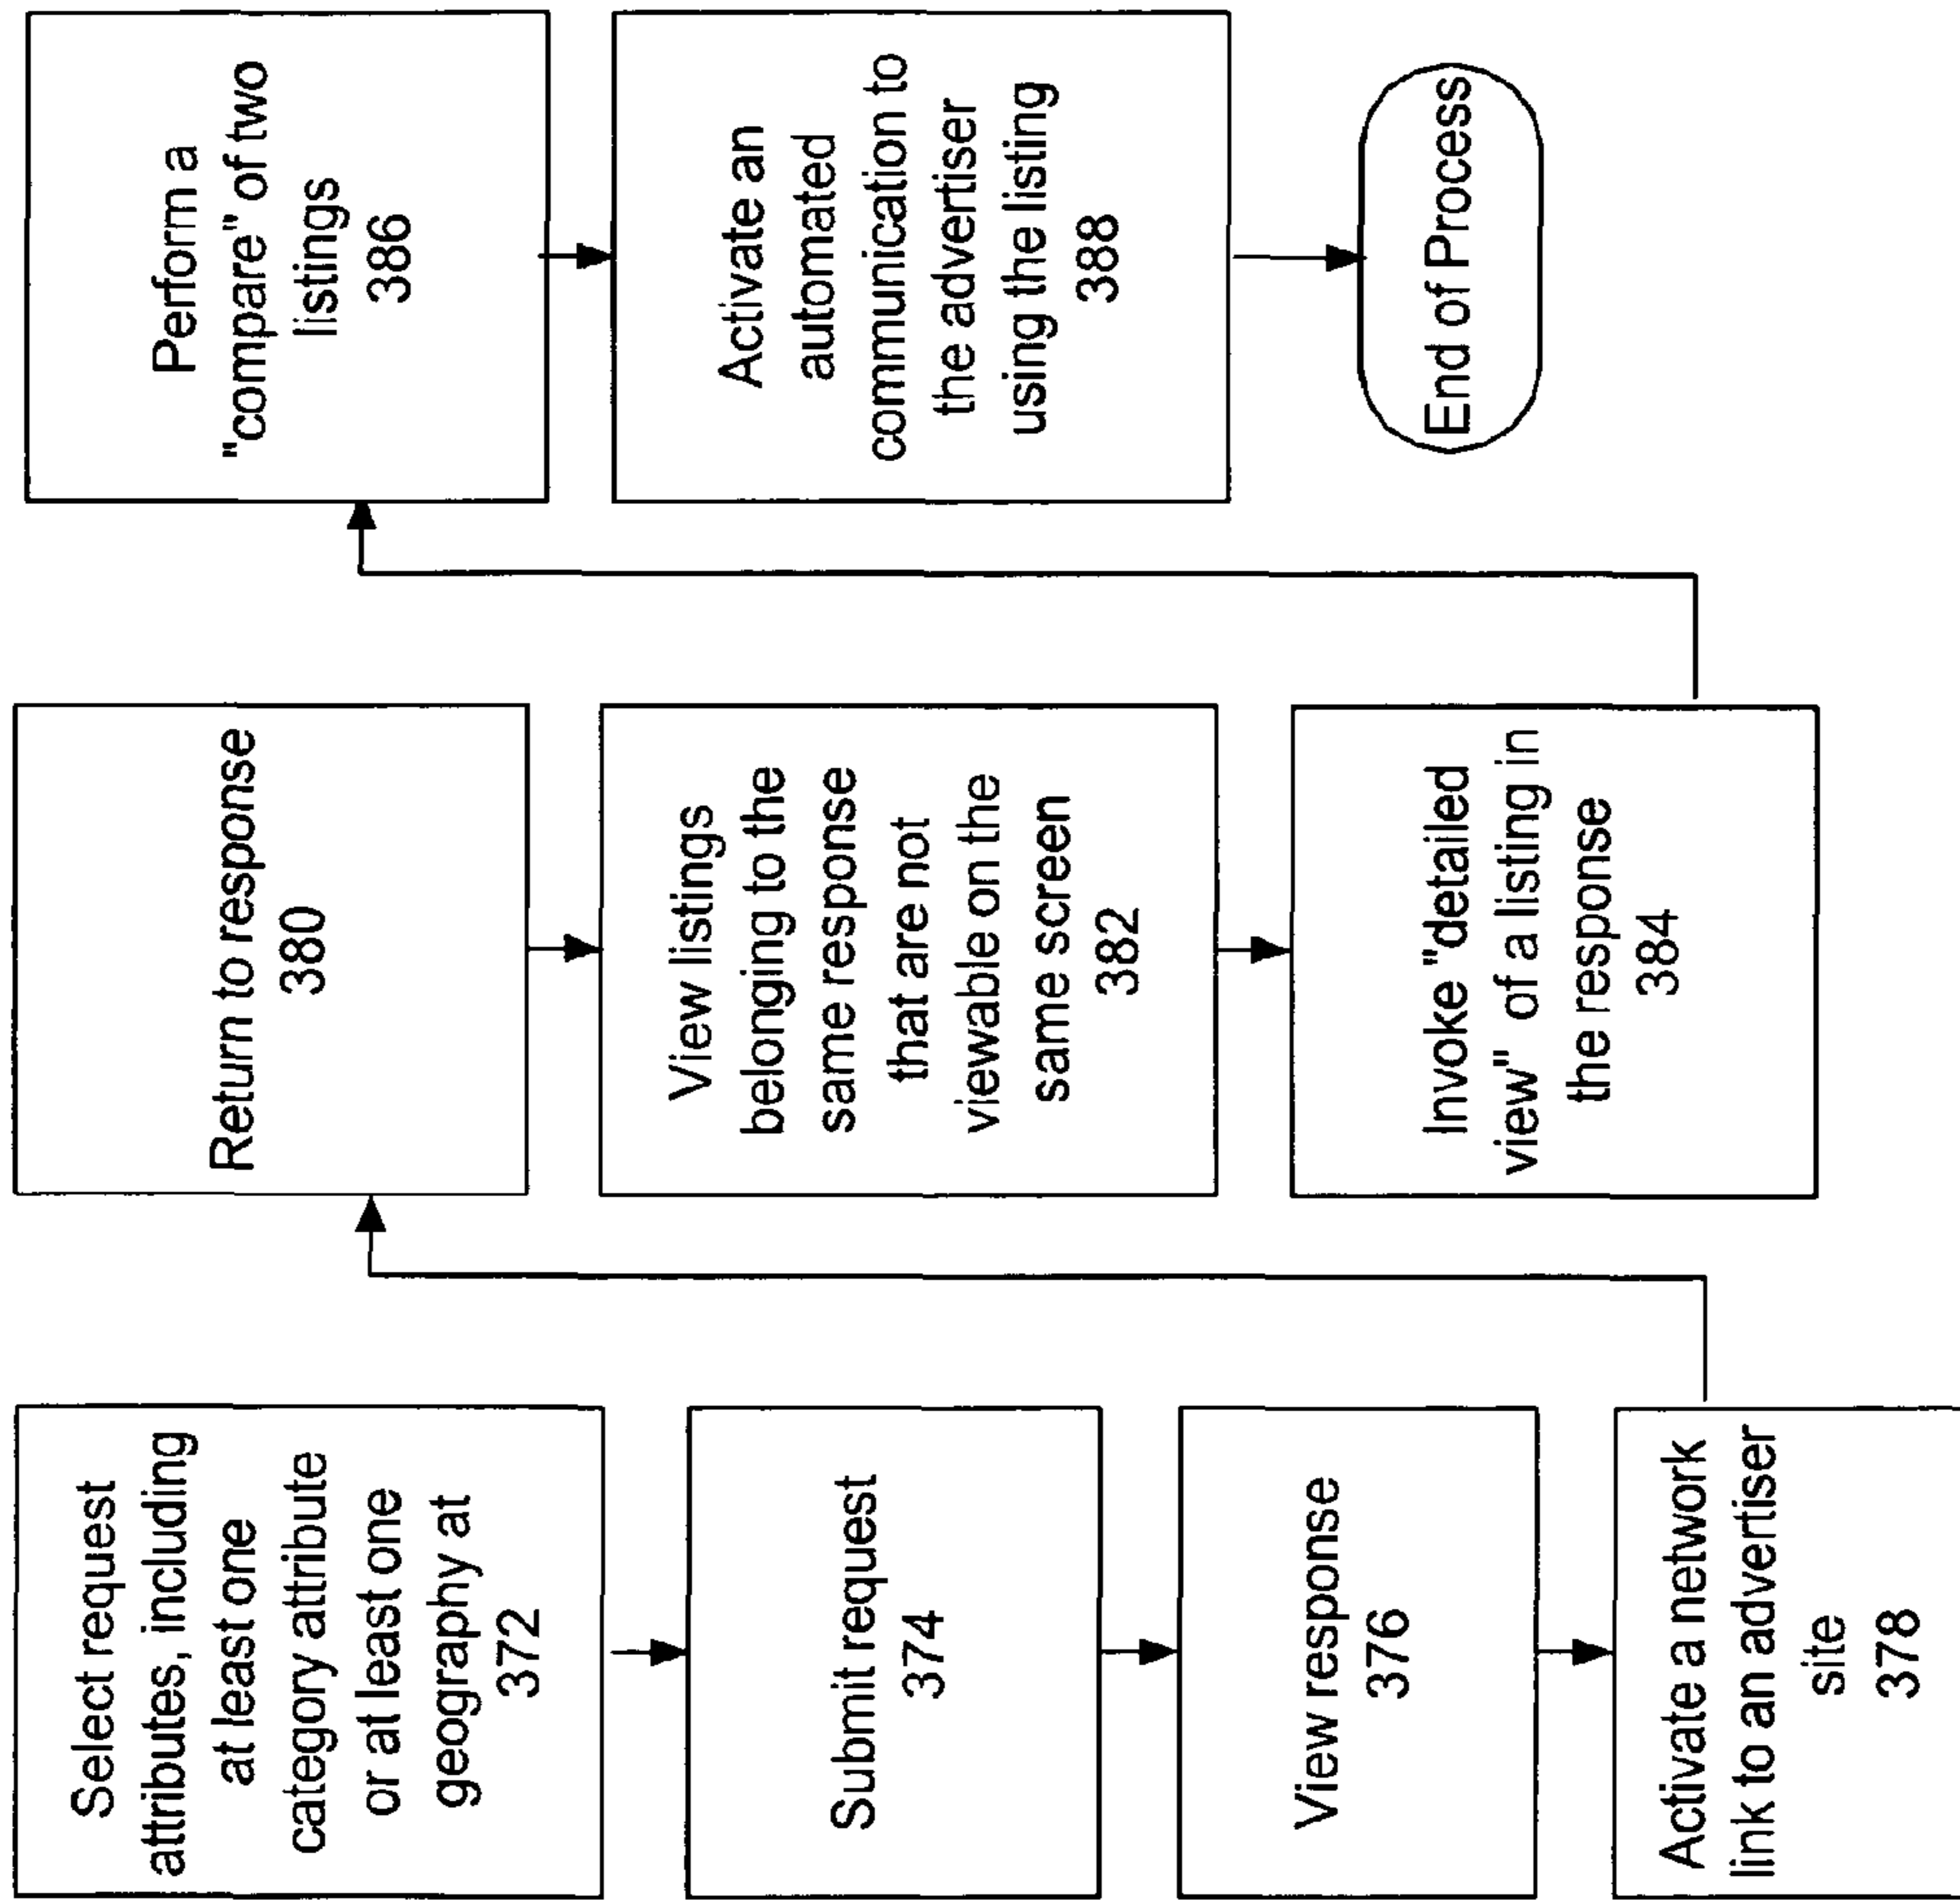 Select request
attributes, including
at least one
category attribute
or at least one
geography at
372
Submit request
374
View response
376
Activate a network
link to an advertiser
site
378
Return to response
380
View listings
belonging to the
same response
that are not
viewable on the
same screen
382
Invoke "detailed
view" of a listing in
the response
384
Perform a
"compare" of two
listings
386
Activate an
automated
communication to
the advertiser
using the listing
388
End of Process